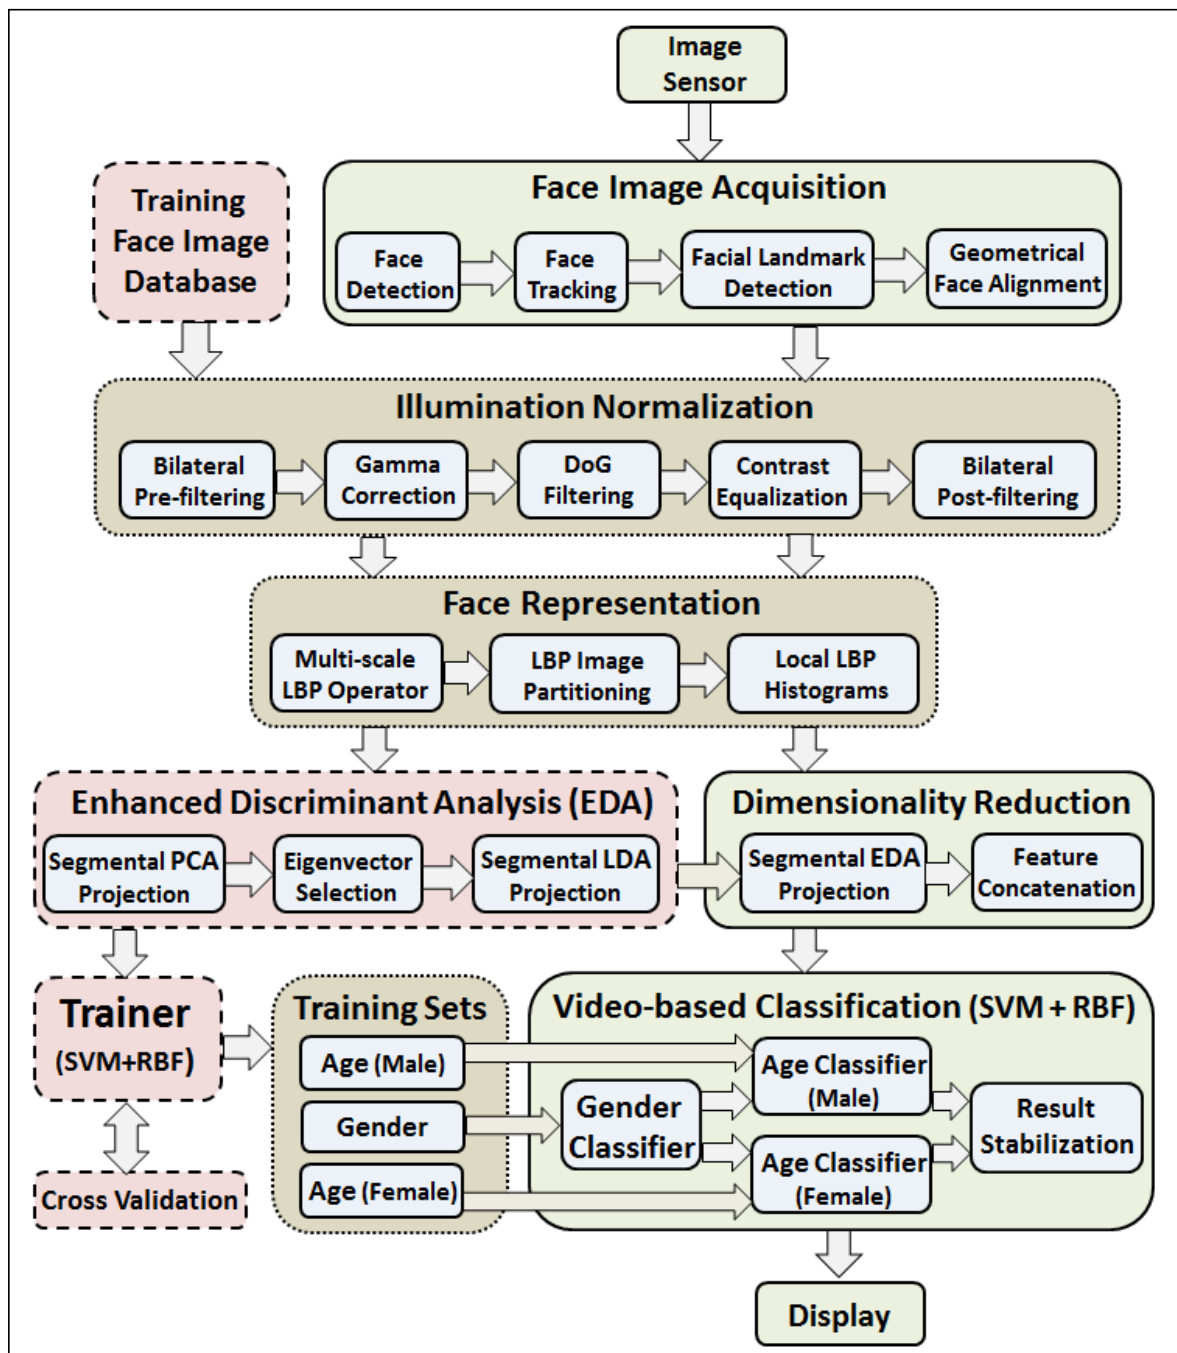 Image
Sensor
Training
Face Image
Database
Face Image Acquisition
Face
Detection
Face
Tracking
Facial Landmark
Detection
Geometrical
Face Alignment
Illumination Normalization
Bilateral
Pre-filtering
Gamma
Correction
DoG
Filtering
Contrast
Equalization
Bilateral
Post-filtering
Face Representation
Multi-scale
LBP Operator
LBP Image
Partitioning
Local LBP
Histograms
Enhanced Discriminant Analysis (EDA)
Segmental PCA
Projection
Eigenvector
Selection
Segmental LDA
Projection
Dimensionality Reduction
Segmental EDA
Projection
Feature
Concatenation
Trainer
(SVM+RBF)
Cross Validation
Training Sets
Age (Male)
Gender
Age (Female)
Video-based Classification (SVM + RBF)
Gender
Classifier
Age Classifier
(Male)
Age Classifier
(Female)
Result
Stabilization
Display